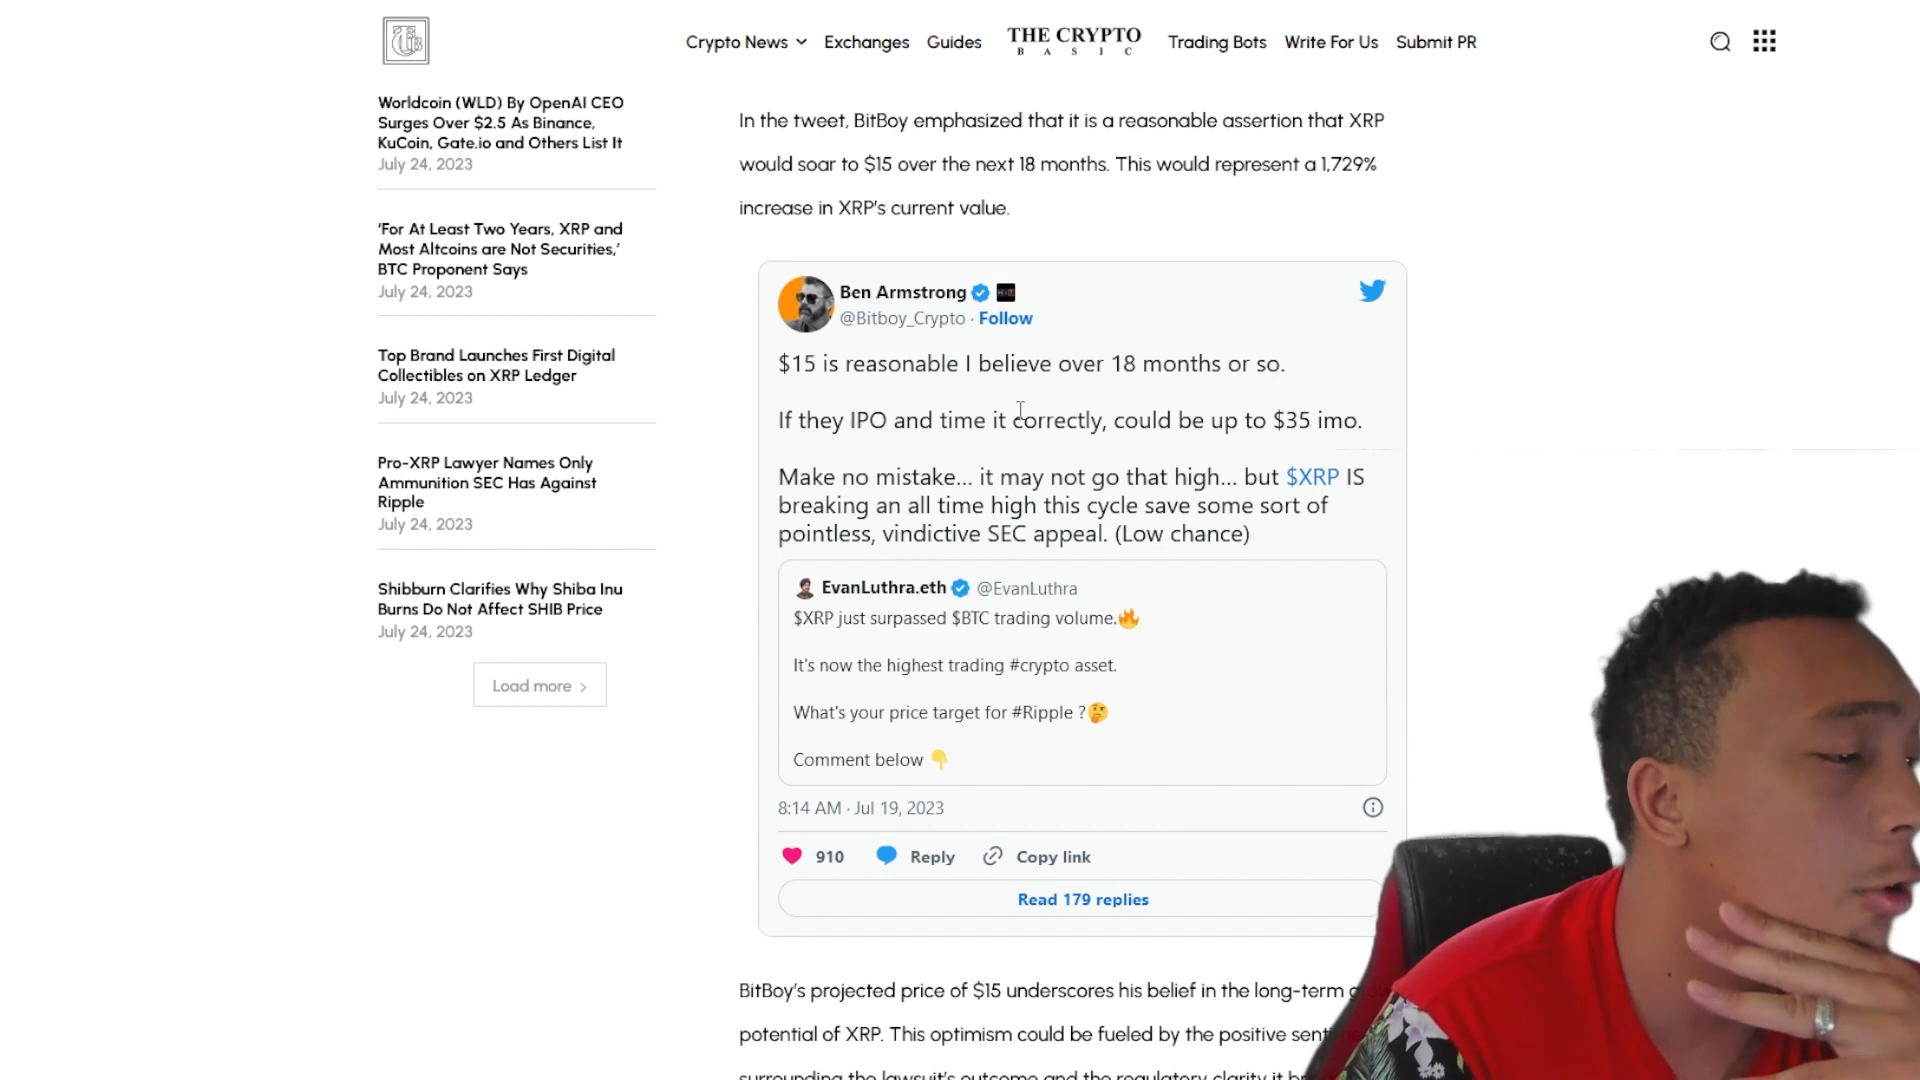 Crypto News
Exchanges
Guides
THE CRYPTO
BASIC
Trading Bots
Write For Us
Submit PR
Worldcoin (WLD) By OpenAI CEO
Surges Over $2.5 As Binance,
KuCoin, Gate.io and Others List It
July 24, 2023
'For At Least Two Years, XRP and
Most Altcoins are Not Securities,'
BTC Proponent Says
July 24, 2023
Top Brand Launches First Digital
Collectibles on XRP Ledger
July 24, 2023
Pro-XRP Lawyer Names Only
Ammunition SEC Has Against
Ripple
July 24, 2023
Shibburn Clarifies Why Shiba Inu
Burns Do Not Affect SHIB Price
July 24, 2023
Load more >
In the tweet, BitBoy emphasized that it is a reasonable assertion that XRP
would soar to $15 over the next 18 months. This would represent a 1,729%
increase in XRP's current value.
Ben Armstrong
@Bitboy_Crypto · Follow
$15 is reasonable I believe over 18 months or so.
If they IPO and time it correctly, could be up to $35 imo.
Make no mistake... it may not go that high... but $XRP IS
breaking an all time high this cycle save some sort of
pointless, vindictive SEC appeal. (Low chance)
EvanLuthra.eth @EvanLuthra
$XRP just surpassed $BTC trading volume.🔥
It's now the highest trading #crypto asset.
What's your price target for #Ripple ?🤔
Comment below 👇
8:14 AM · Jul 19, 2023
910 Reply Copy link
Read 179 replies
BitBoy's projected price of $15 underscores his belief in the long-term
potential of XRP. This optimism could be fueled by the positive
surrounding the lawsuit's outcome and the regulatory clarity it